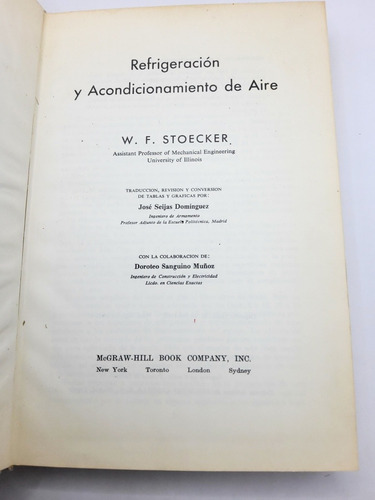 Refrigeración
y Acondicionamiento de Aire
W. F. STOECKER
Assistant Professor of Mechanical Engineering
University of Illinois
TRADUCCION, REVISION Y CONVERSION
DE TABLAS Y GRAFICAS POR:
José Seijas Domínguez
Ingeniero de Armamento
Profesor Adjunto de la Escuela Politécnica, Madrid
CON LA COLABORACION DE:
Doroteo Sanguino Muñoz
Ingeniero de Construcción y Electricidad
Licdo. en Ciencias Exactas
McGRAW-HILL BOOK COMPANY, INC.
New York Toronto London Sydney